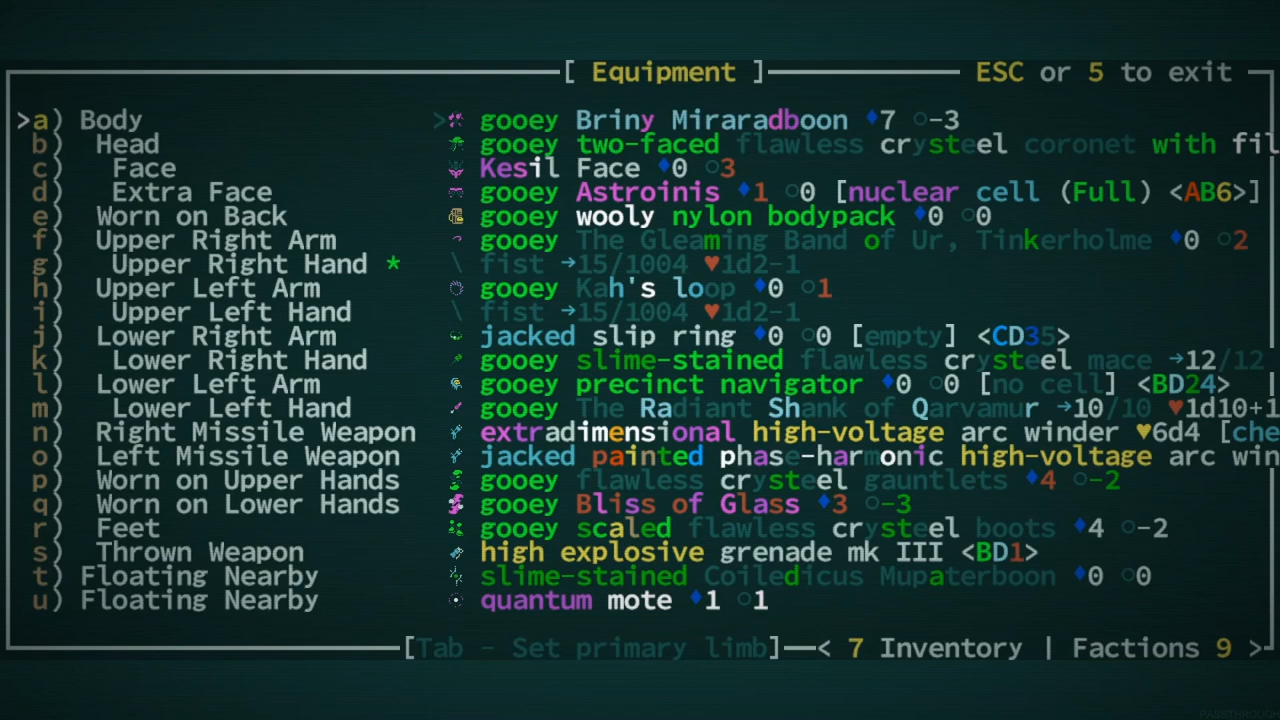 [ Equipment ] ESC or 5 to exit
>a) Body > gooey Briny Miraradboon ♦7 ○-3
b) Head gooey two-faced flawless crysteel coronet with fil
c) Face Kesil Face ♦0 ○3
d) Extra Face gooey Astroinis ♦1 ○0 [nuclear cell (Full) <AB6>]
e) Worn on Back gooey wooly nylon bodypack ♦0 ○0
f) Upper Right Arm gooey The Gleaming Band of Ur, Tinkerholme ♦0 ○2
g) Upper Right Hand * \ fist →15/1004 ♥1d2-1
h) Upper Left Arm gooey Kah's loop ♦0 ○1
i) Upper Left Hand \ fist →15/1004 ♥1d2-1
j) Lower Right Arm jacked slip ring ♦0 ○0 [empty] <CD35>
k) Lower Right Hand gooey slime-stained flawless crysteel mace →12/12
l) Lower Left Arm gooey precinct navigator ♦0 ○0 [no cell] <BD24>
m) Lower Left Hand gooey The Radiant Shank of Qarvamur →10/10 ♥1d10+1
n) Right Missile Weapon extradimensional high-voltage arc winder ♥6d4 [che
o) Left Missile Weapon jacked painted phase-harmonic high-voltage arc win
p) Worn on Upper Hands gooey flawless crysteel gauntlets ♦4 ○-2
q) Worn on Lower Hands gooey Bliss of Glass ♦3 ○-3
r) Feet gooey scaled flawless crysteel boots ♦4 ○-2
s) Thrown Weapon high explosive grenade mk III <BD1>
t) Floating Nearby slime-stained Coiledicus Mupaterboon ♦0 ○0
u) Floating Nearby quantum mote ♦1 ○1
[Tab - Set primary limb] < 7 Inventory | Factions 9 >